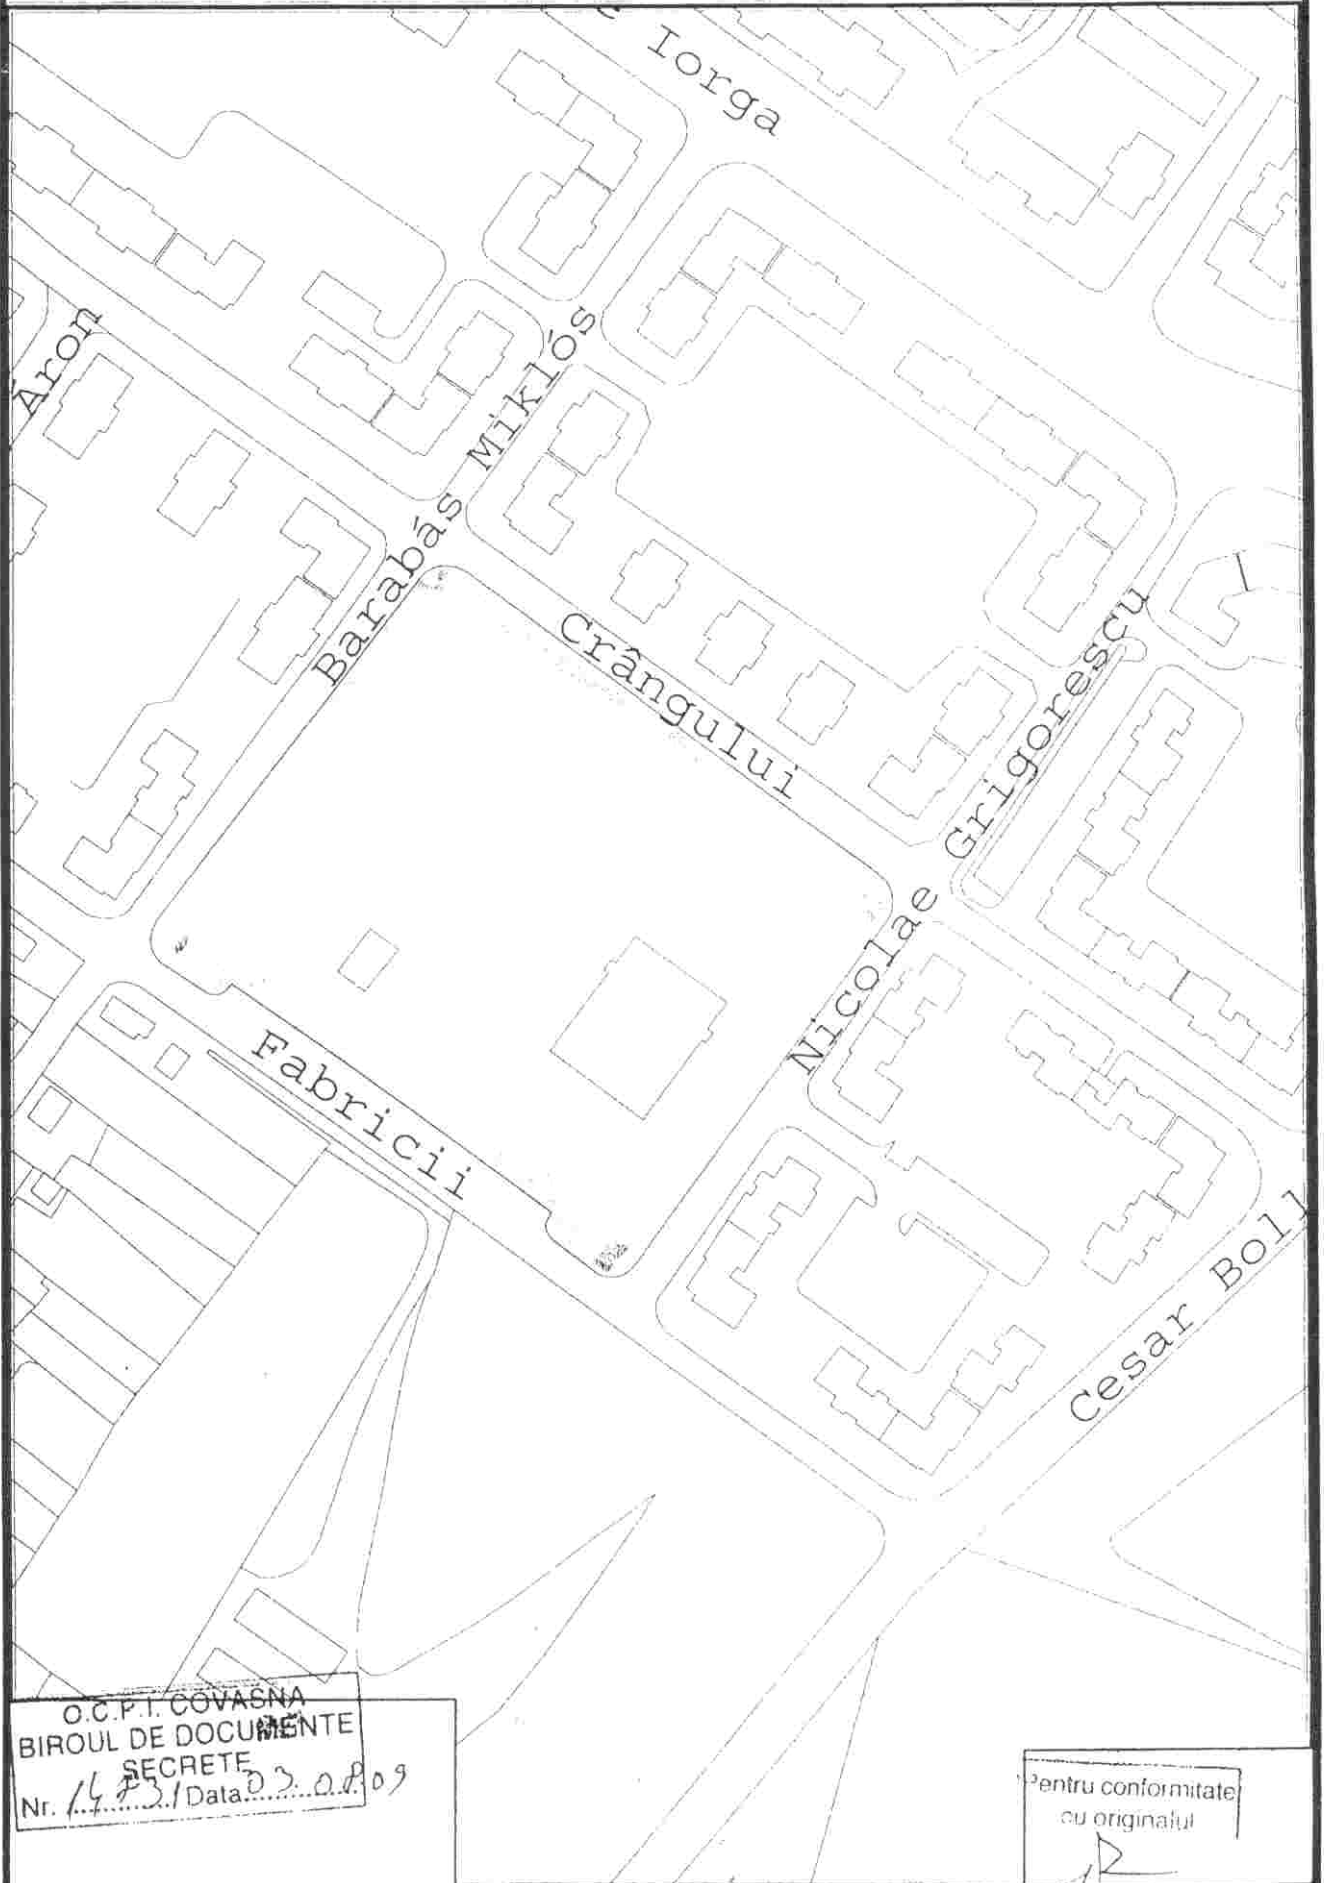 e Iorga
Áron
Barabás Miklós
Crângului
Nicolae Grigorescu
Fabricii
Cesar Boll
O.C.P.I. COVASNA
BIROUL DE DOCUMENTE
SECRETE
Nr. Data 03.08.09
Pentru conformitate
cu originalul